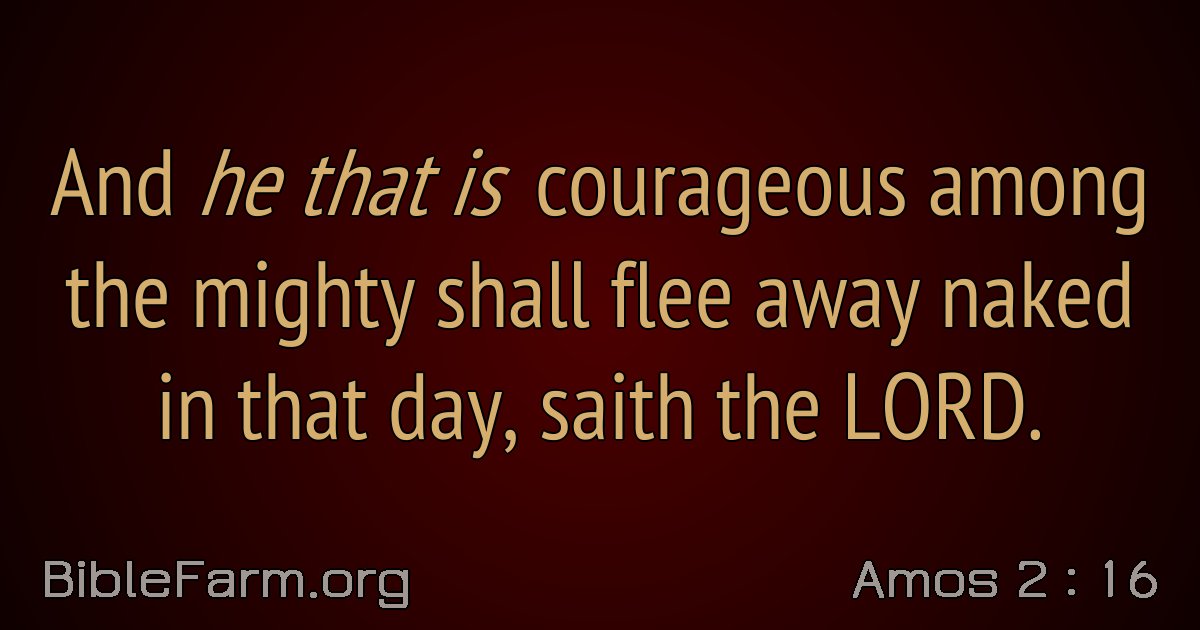 And he that is courageous among
the mighty shall flee away naked
in that day, saith the LORD.
BibleFarm.org
Amos 2 : 16